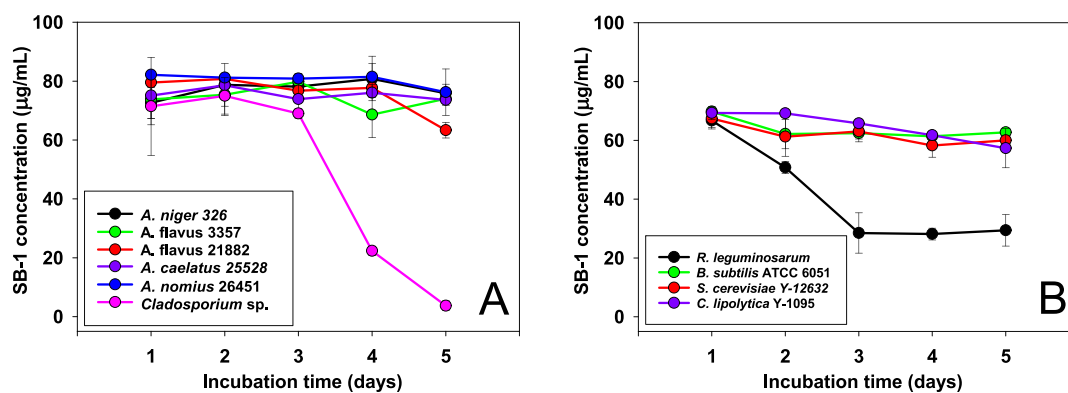 100
80
60
40
20
0
SB-1 concentration (µg/mL)
A. niger 326
A. flavus 3357
A. flavus 21882
A. caelatus 25528
A. nomius 26451
Cladosporium sp.
A
1 2 3 4 5
Incubation time (days)
100
80
60
40
20
0
SB-1 concentration (µg/mL)
R. leguminosarum
B. subtilis ATCC 6051
S. cerevisiae Y-12632
C. lipolytica Y-1095
B
1 2 3 4 5
Incubation time (days)